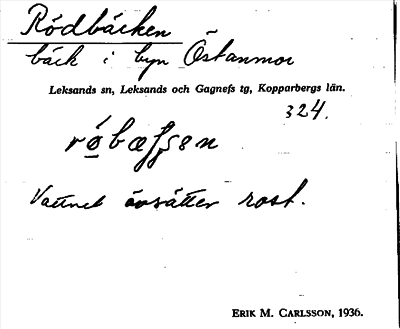 Rödbäcken
bäck i byn Östanmor
Leksands sn, Leksands och Gagnefs tg, Kopparbergs län.
324.
Vattnet avsätter rost.
ERIK M. CARLSSON, 1936.